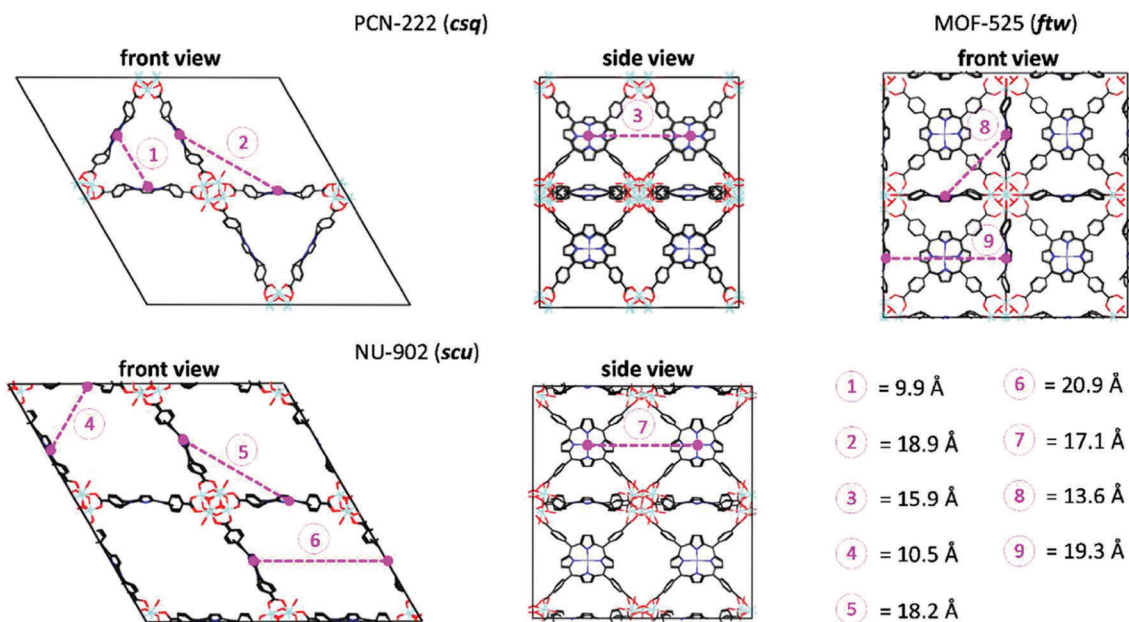 PCN-222 (csq)
front view
side view
1
2
3
MOF-525 (ftw)
front view
8
9
NU-902 (scu)
front view
side view
4
5
6
7
1 = 9.9 Å
2 = 18.9 Å
3 = 15.9 Å
4 = 10.5 Å
5 = 18.2 Å
6 = 20.9 Å
7 = 17.1 Å
8 = 13.6 Å
9 = 19.3 Å